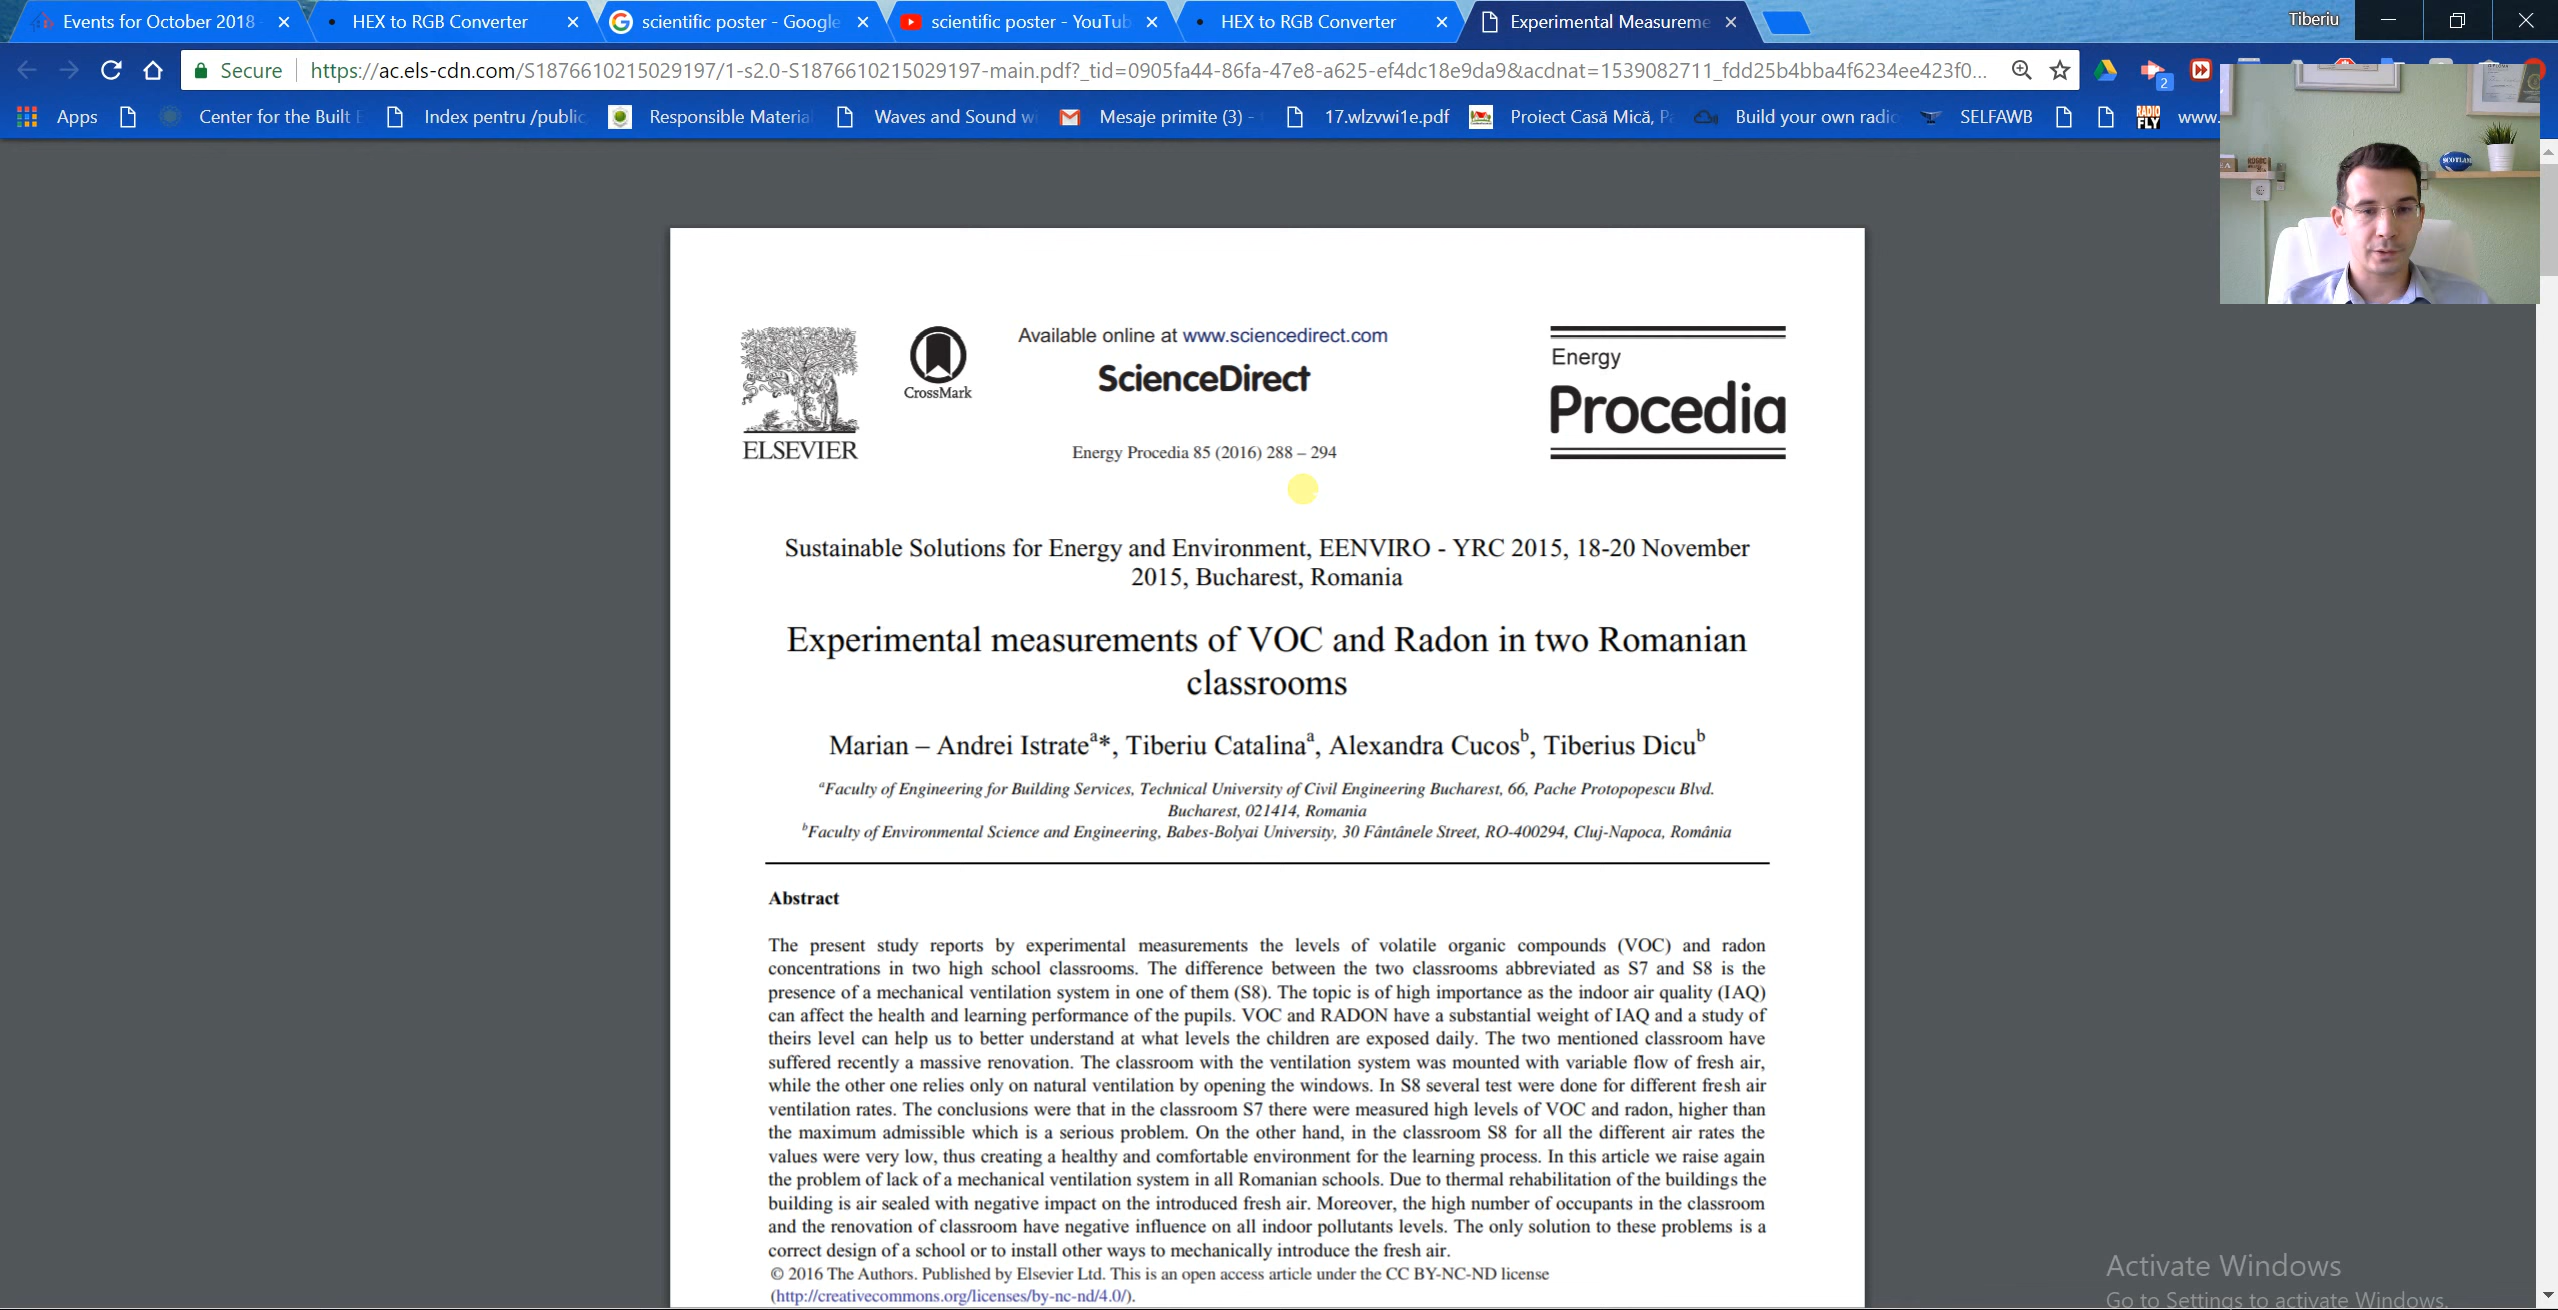 Events for October 2018
HEX to RGB Converter
scientific poster - Google
scientific poster - YouTub
HEX to RGB Converter
Experimental Measureme
Tiberiu
Secure
https://ac.els-cdn.com/S1876610215029197/1-s2.0-S1876610215029197-main.pdf?_tid=0905fa44-86fa-47e8-a625-ef4dc18e9da9&acdnat=1539082711_fdd25b4bba4f6234ee423f0...
2
Apps
Center for the Built
Index pentru /public
Responsible Materia
Waves and Sound w
Mesaje primite (3) -
17.wlzvwi1e.pdf
Proiect Casă Mică, P
Build your own radio
SELFAWB
RADIO
FLY
www.
SCOTLAND
Available online at www.sciencedirect.com
CrossMark
ScienceDirect
Energy
Procedia
ELSEVIER
Energy Procedia 85 (2016) 288 – 294
Sustainable Solutions for Energy and Environment, EENVIRO - YRC 2015, 18-20 November
2015, Bucharest, Romania
Experimental measurements of VOC and Radon in two Romanian
classrooms
Marian – Andrei Istrateᵃ*, Tiberiu Catalinaᵃ, Alexandra Cucosᵇ, Tiberius Dicuᵇ
ᵃFaculty of Engineering for Building Services, Technical University of Civil Engineering Bucharest, 66, Pache Protopopescu Blvd.
Bucharest, 021414, Romania
ᵇFaculty of Environmental Science and Engineering, Babes-Bolyai University, 30 Fântânele Street, RO-400294, Cluj-Napoca, România
Abstract
The present study reports by experimental measurements the levels of volatile organic compounds (VOC) and radon
concentrations in two high school classrooms. The difference between the two classrooms abbreviated as S7 and S8 is the
presence of a mechanical ventilation system in one of them (S8). The topic is of high importance as the indoor air quality (IAQ)
can affect the health and learning performance of the pupils. VOC and RADON have a substantial weight of IAQ and a study of
theirs level can help us to better understand at what levels the children are exposed daily. The two mentioned classroom have
suffered recently a massive renovation. The classroom with the ventilation system was mounted with variable flow of fresh air,
while the other one relies only on natural ventilation by opening the windows. In S8 several test were done for different fresh air
ventilation rates. The conclusions were that in the classroom S7 there were measured high levels of VOC and radon, higher than
the maximum admissible which is a serious problem. On the other hand, in the classroom S8 for all the different air rates the
values were very low, thus creating a healthy and comfortable environment for the learning process. In this article we raise again
the problem of lack of a mechanical ventilation system in all Romanian schools. Due to thermal rehabilitation of the buildings the
building is air sealed with negative impact on the introduced fresh air. Moreover, the high number of occupants in the classroom
and the renovation of classroom have negative influence on all indoor pollutants levels. The only solution to these problems is a
correct design of a school or to install other ways to mechanically introduce the fresh air.
© 2016 The Authors. Published by Elsevier Ltd. This is an open access article under the CC BY-NC-ND license
(http://creativecommons.org/licenses/by-nc-nd/4.0/).
Activate Windows
Go to Settings to activate Windows.